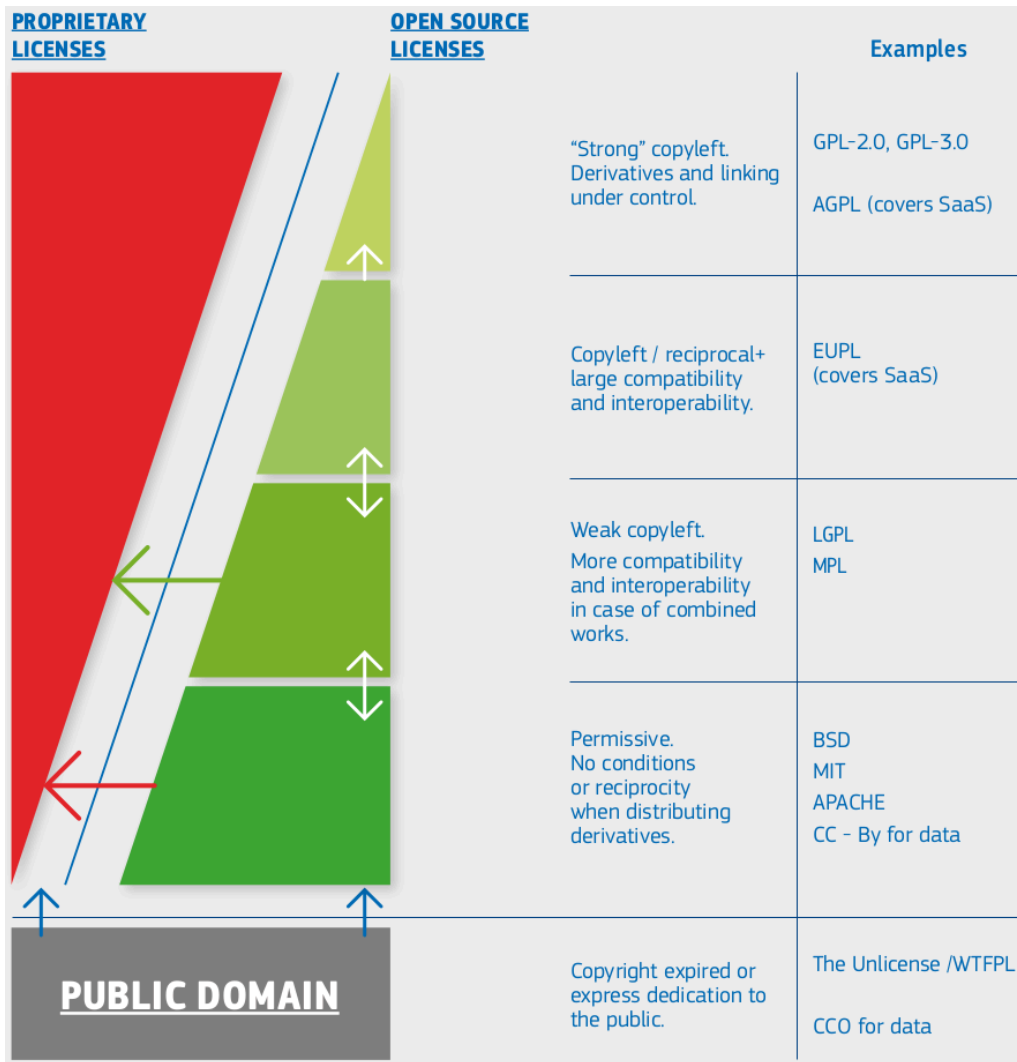 PROPRIETARY
LICENSES
OPEN SOURCE
LICENSES
Examples
“Strong” copyleft.
Derivatives and linking
under control.
GPL-2.0, GPL-3.0
AGPL (covers SaaS)
Copyleft / reciprocal+
large compatibility
and interoperability.
EUPL
(covers SaaS)
Weak copyleft.
More compatibility
and interoperability
in case of combined
works.
LGPL
MPL
Permissive.
No conditions
or reciprocity
when distributing
derivatives.
BSD
MIT
APACHE
CC - By for data
PUBLIC DOMAIN
Copyright expired or
express dedication to
the public.
The Unlicense /WTFPL
CCO for data